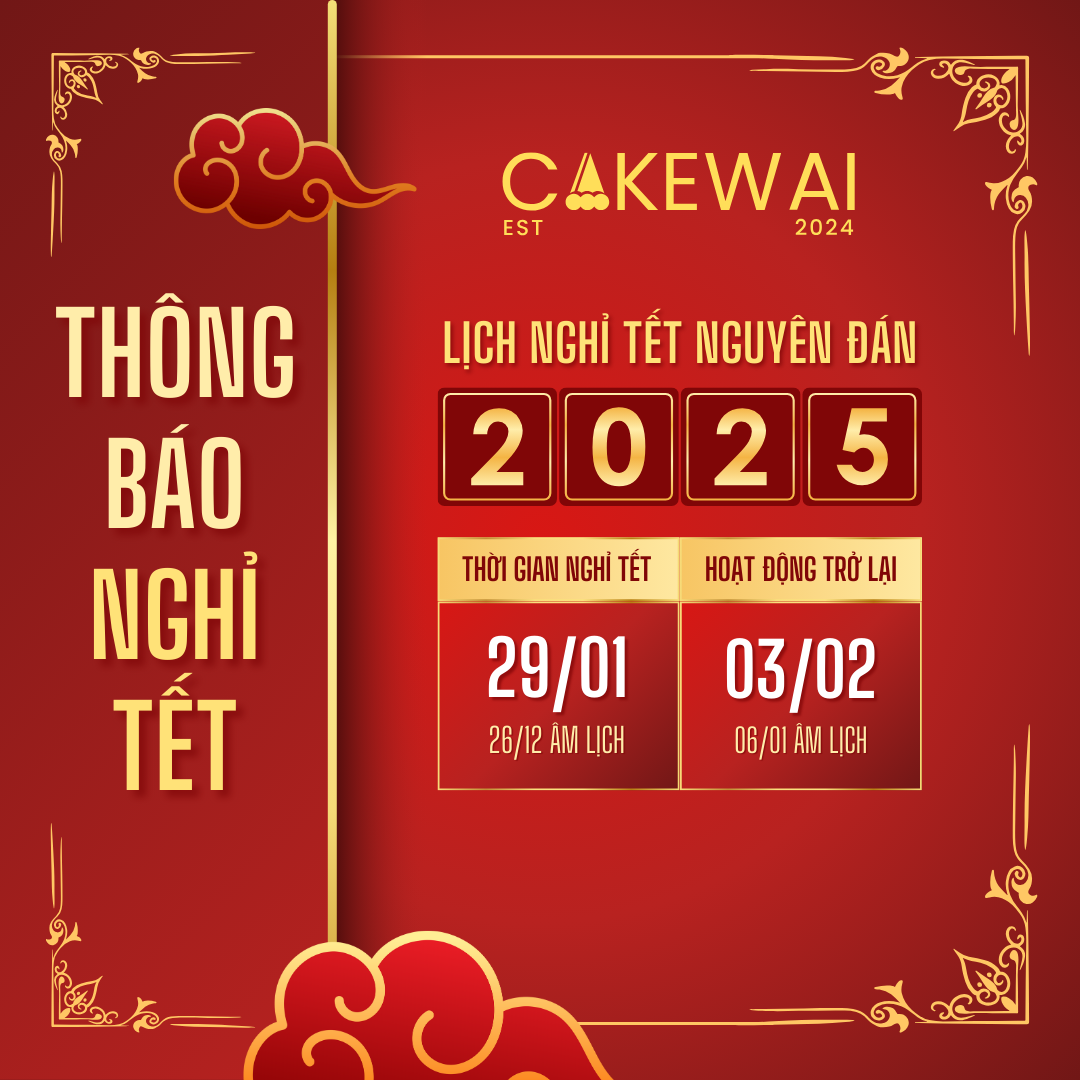 THÔNG
BÁO
NGHỈ
TẾT
CAKEWAI
EST 2024
LỊCH NGHỈ TẾT NGUYÊN ĐÁN
2025
THỜI GIAN NGHỈ TẾT
29/01
26/12 ÂM LỊCH
HOẠT ĐỘNG TRỞ LẠI
03/02
06/01 ÂM LỊCH